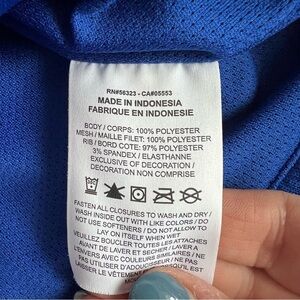 RN#56323 - CA#05553
MADE IN INDONESIA
FABRIQUE EN INDONESIE
BODY / CORPS: 100% POLYESTER
MESH / MAILLE FILET: 100% POLYESTER
RIB / BORD COTE: 97% POLYESTER
3% SPANDEX / ELASTHANNE
EXCLUSIVE OF DECORATION /
DECORATION NON COMPRISE
FASTEN ALL CLOSURES TO WASH AND DRY /
WASH INSIDE OUT WITH LIKE COLORS / DO
NOT USE SOFTENERS / DO NOT ALLOW TO
LAY ON ITSELF WHEN WET
VEUILLEZ BOUCLER TOUTES LES ATTACHES
AVANT DE LAVER ET SECHER / LAVER A
L'ENVERS AVEC COULEURS SIMILAIRES / NE
PAS UTILISER D'ADOUCISSEUR / NE PAS
LAISSER LE VÊTEMENT